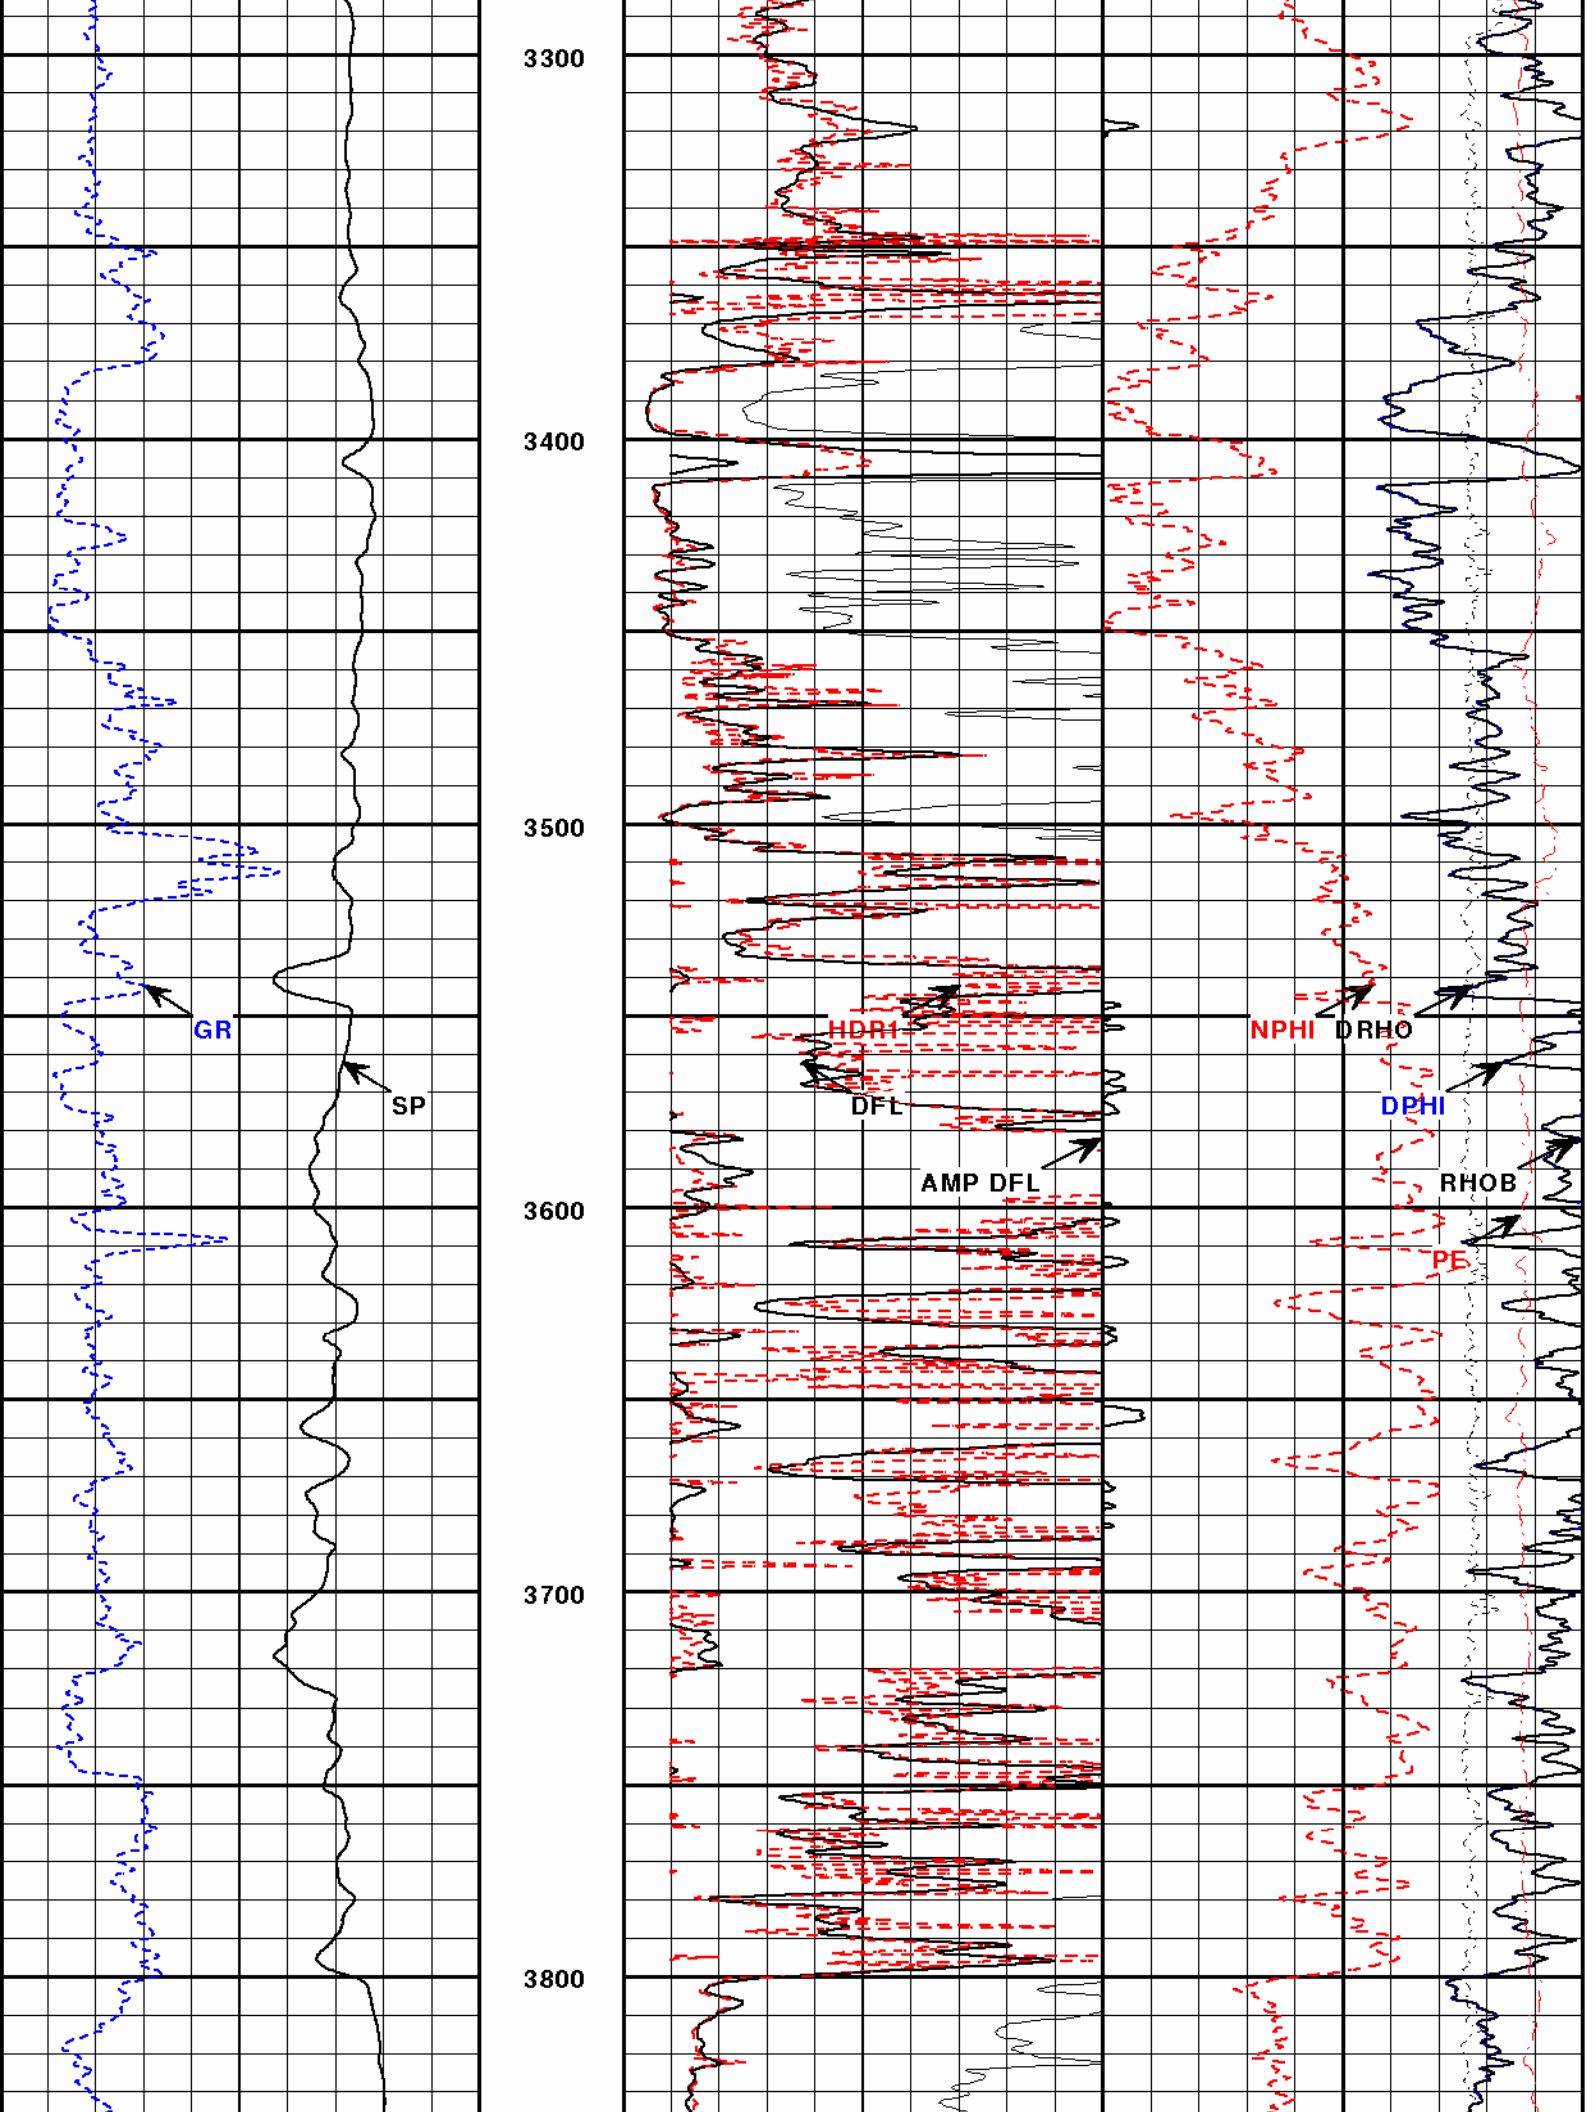 3300
3400
3500
GR
HDR1
NPHI
DRHO
SP
DFL
DPHI
AMP DFL
RHOB
3600
PE
3700
3800